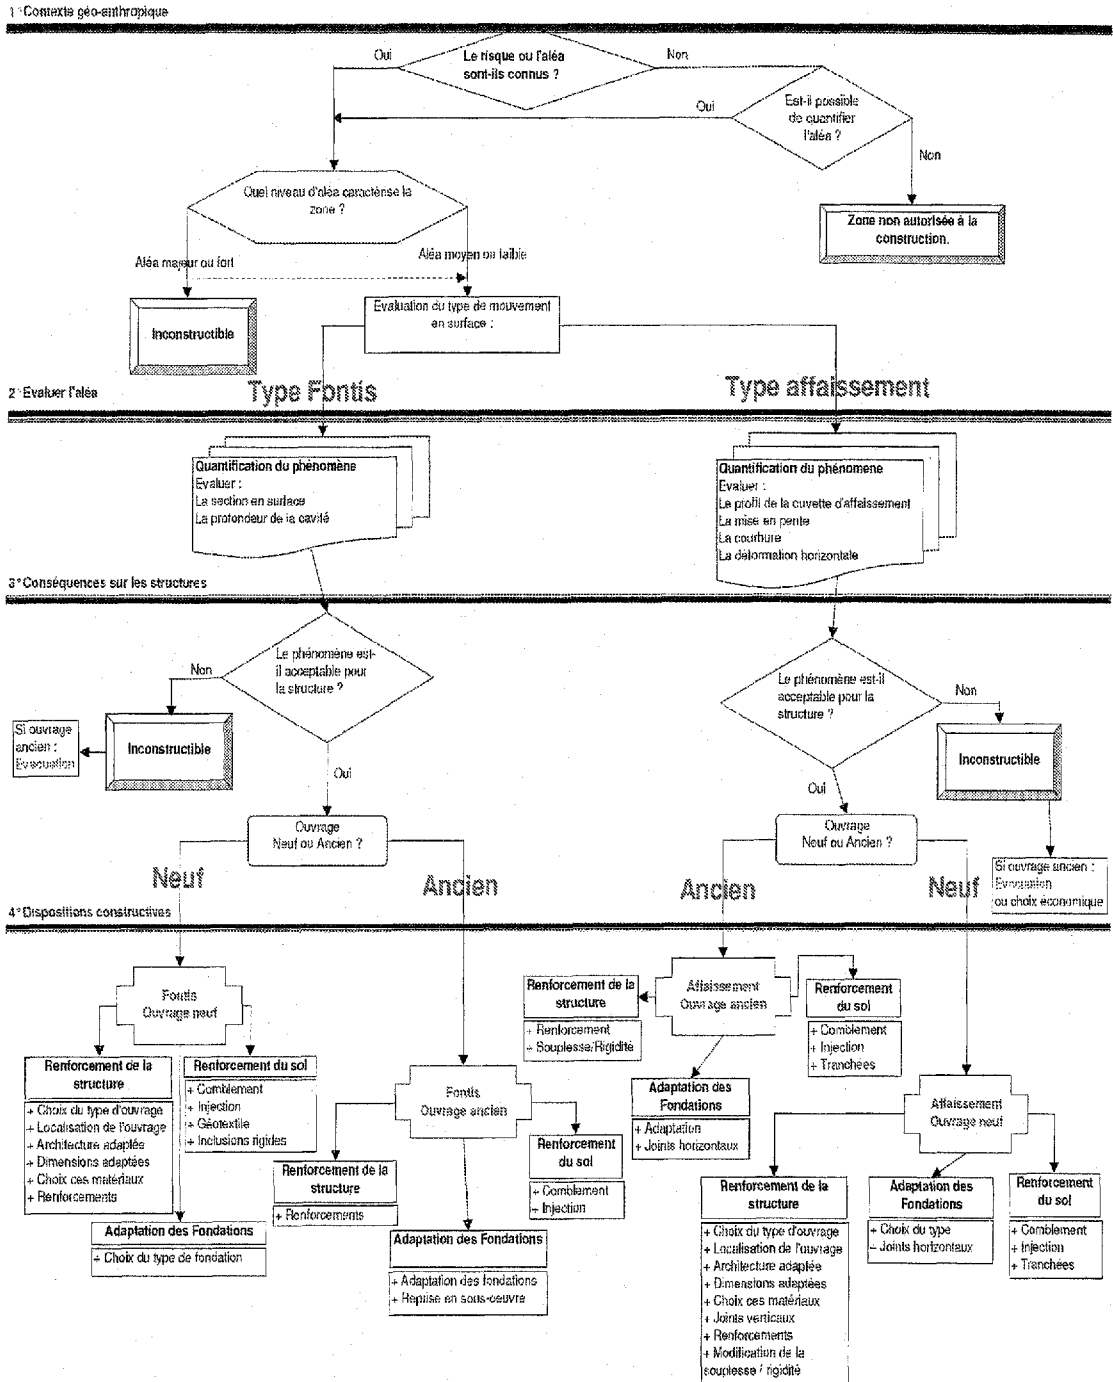 1 °Contexte géo-anthropique
Le risque ou l'aléa
sont-ils connus ?
Oui
Non
Est-il possible
de quantifier
l'aléa ?
Oui
Non
Quel niveau d'aléa caractérise la
zone ?
Zone non autorisée à la
construction.
Aléa majeur ou fort
Aléa moyen ou faible
Inconstructible
Evaluation du type de mouvement
en surface :
2 °Evaluer l'aléa
Type Fontis
Type affaissement
Quantification du phénomène
Evaluer :
La section en surface
La profondeur de la cavité
Quantification du phénomene
Evaluer :
Le profil de la cuvette d'affaissement
La mise en pente
La courbure
La déformation horizontale
3 °Conséquences sur les structures
Le phénomène est-
il acceptable pour
la structure ?
Non
Oui
Inconstructible
Si ouvrage
ancien :
Evacuation
Le phénomène est-il
acceptable pour la
structure ?
Non
Oui
Inconstructible
Si ouvrage ancien :
Evacuation
ou choix economique
Ouvrage
Neuf ou Ancien ?
Neuf
Ancien
Ouvrage
Neuf ou Ancien ?
Ancien
Neuf
4 °Dispositions constructives
Fontis
Ouvrage neuf
Renforcement de la
structure
+ Choix du type d'ouvrage
+ Localisation de l'ouvrage
+ Architecture adaptée
+ Dimensions adaptées
+ Choix ces matériaux
+ Renforcements
Renforcement du sol
+ Comblement
+ Injection
+ Géotextile
+ Inclusions rigides
Adaptation des Fondations
+ Choix du type de fondation
Fontis
Ouvrage ancien
Renforcement de la
structure
+ Renforcements
Renforcement
du sol
+ Comblement
+ Injection
Adaptation des Fondations
+ Adaptation des fondations
+ Reprise en sous-oeuvre
Affaissement
Ouvrage ancien
Renforcement de la
structure
+ Renforcement
+ Souplesse/Rigidité
Renforcement
du sol
+ Comblement
+ Injection
+ Tranchées
Adaptation des
Fondations
+ Adaptation
+ Joints horizontaux
Affaissement
Ouvrage neuf
Renforcement de la
structure
+ Choix du type d'ouvrage
+ Localisation de l'ouvrage
+ Architecture adaptée
+ Dimensions adaptées
+ Choix ces matériaux
+ Joints verticaux
+ Renforcements
+ Modification de la
souplesse / rigidité
Adaptation des
Fondations
+ Choix du type
+ Joints horizontaux
Renforcement
du sol
+ Comblement
+ Injection
+ Tranchées